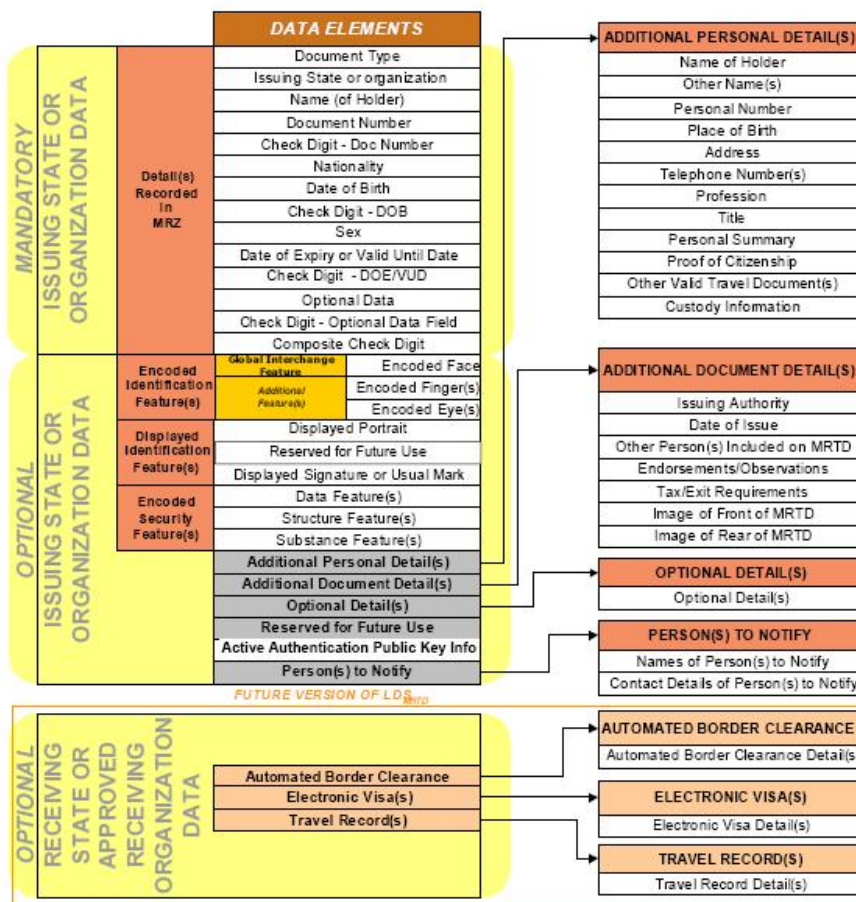 DATA ELEMENTS
MANDATORY
ISSUING STATE OR
ORGANIZATION DATA
Detail(s)
Recorded
in
MRZ
Document Type
Issuing State or organization
Name (of Holder)
Document Number
Check Digit - Doc Number
Nationality
Date of Birth
Check Digit - DOB
Sex
Date of Expiry or Valid Until Date
Check Digit - DOE/VUD
Optional Data
Check Digit - Optional Data Field
Composite Check Digit
OPTIONAL
ISSUING STATE OR
ORGANIZATION DATA
Encoded
Identification
Feature(s)
Global Interchange
Feature
Additional
Feature(s)
Encoded Face
Encoded Finger(s)
Encoded Eye(s)
Displayed
Identification
Feature(s)
Displayed Portrait
Reserved for Future Use
Displayed Signature or Usual Mark
Encoded
Security
Feature(s)
Data Feature(s)
Structure Feature(s)
Substance Feature(s)
Additional Personal Detail(s)
Additional Document Detail(s)
Optional Detail(s)
Reserved for Future Use
Active Authentication Public Key Info
Person(s) to Notify
ADDITIONAL PERSONAL DETAIL(S)
Name of Holder
Other Name(s)
Personal Number
Place of Birth
Address
Telephone Number(s)
Profession
Title
Personal Summary
Proof of Citizenship
Other Valid Travel Document(s)
Custody Information
ADDITIONAL DOCUMENT DETAIL(S)
Issuing Authority
Date of Issue
Other Person(s) Included on MRTD
Endorsements/Observations
Tax/Exit Requirements
Image of Front of MRTD
Image of Rear of MRTD
OPTIONAL DETAIL(S)
Optional Detail(s)
PERSON(S) TO NOTIFY
Names of Person(s) to Notify
Contact Details of Person(s) to Notify
FUTURE VERSION OF LDS MRTD
OPTIONAL
RECEIVING
STATE OR
APPROVED
RECEIVING
ORGANIZATION
DATA
Automated Border Clearance
Electronic Visa(s)
Travel Record(s)
AUTOMATED BORDER CLEARANCE
Automated Border Clearance Detail(s
ELECTRONIC VISA(S)
Electronic Visa Detail(s)
TRAVEL RECORD(S)
Travel Record Detail(s)